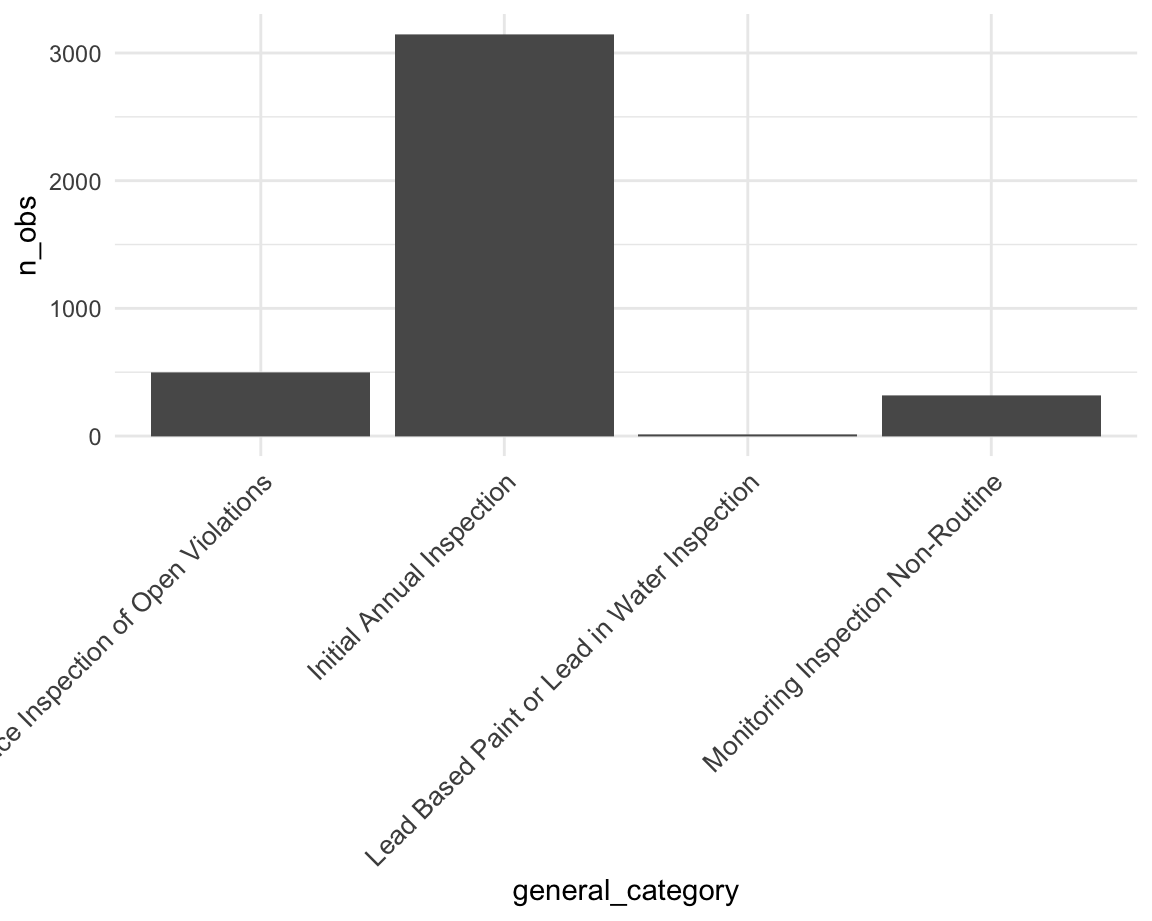 3000
2000
1000
0
n_obs
Inspection of Open Violations
Initial Annual Inspection
Lead Based Paint or Lead in Water Inspection
Monitoring Inspection Non-Routine
general_category